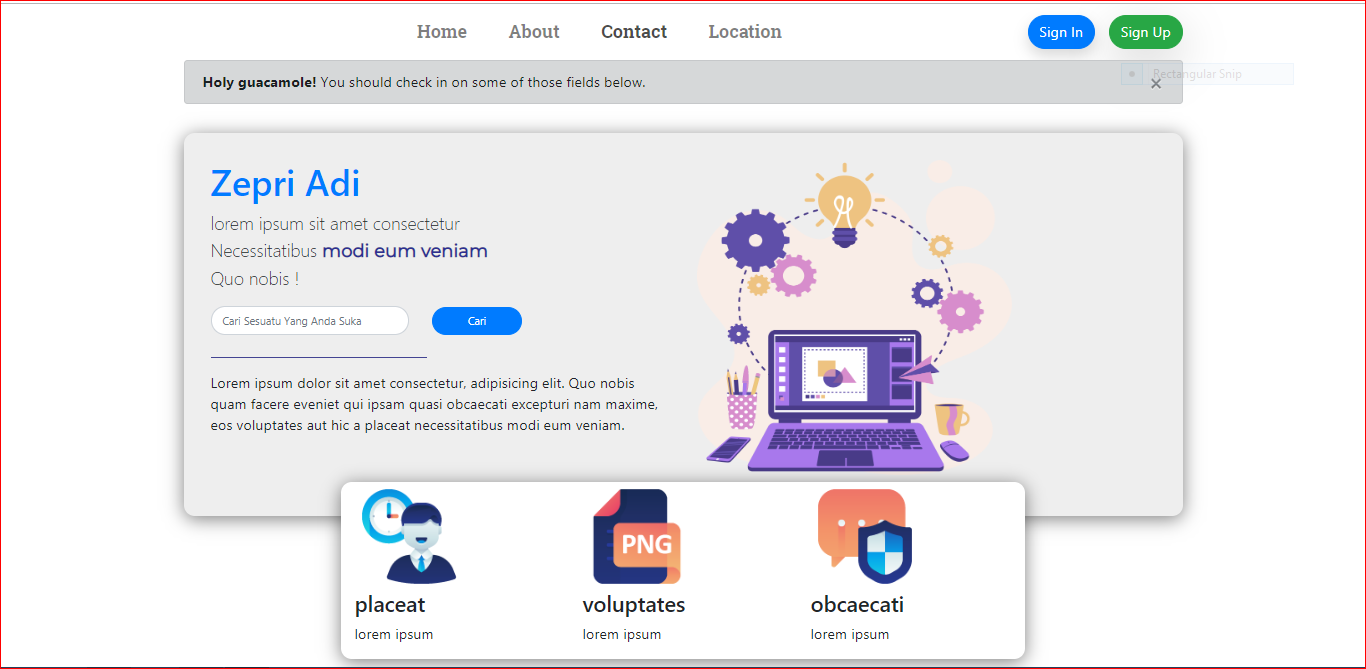 Home About Contact Location Sign In Sign Up
Holy guacamole! You should check in on some of those fields below. ×
Rectangular Snip
Zepri Adi
lorem ipsum sit amet consectetur
Necessitatibus modi eum veniam
Quo nobis !
Cari Sesuatu Yang Anda Suka Cari
Lorem ipsum dolor sit amet consectetur, adipisicing elit. Quo nobis
quam facere eveniet qui ipsam quasi obcaecati excepturi nam maxime,
eos voluptates aut hic a placeat necessitatibus modi eum veniam.
PNG
placeat voluptates obcaecati
lorem ipsum lorem ipsum lorem ipsum